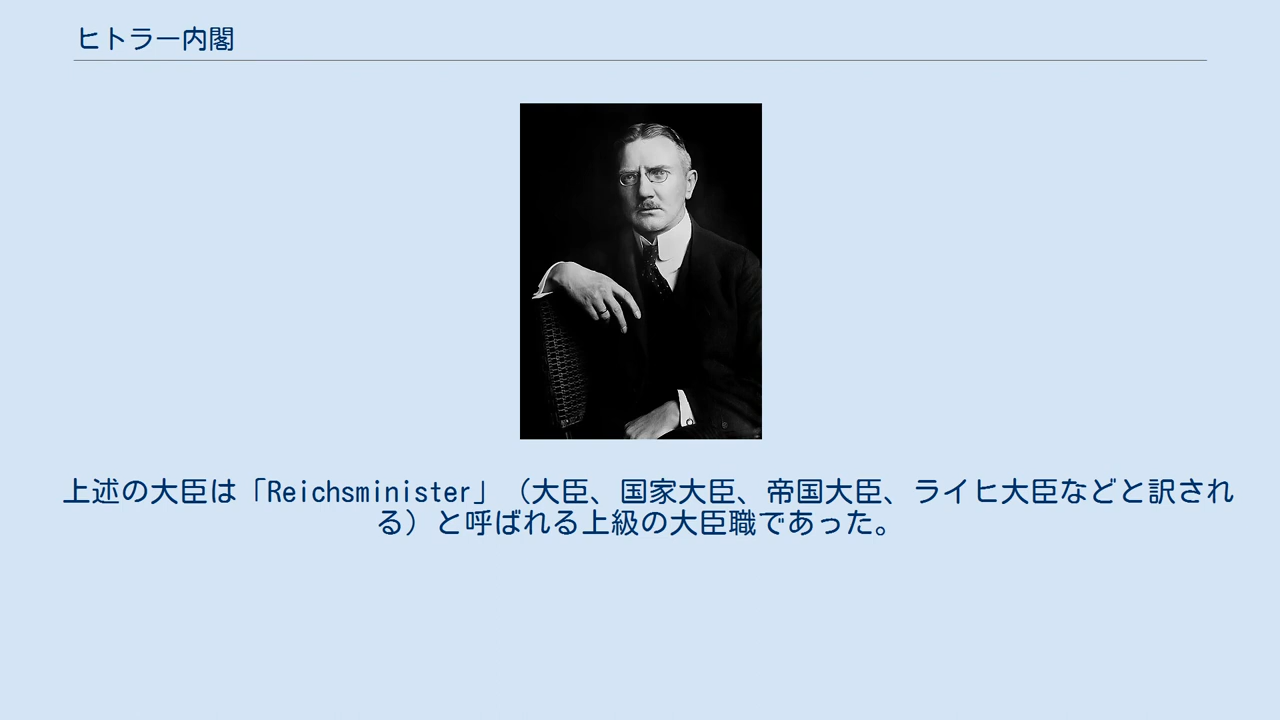 ヒトラー内閣
上述の大臣は「Reichsminister」（大臣、国家大臣、帝国大臣、ライヒ大臣などと訳され
る）と呼ばれる上級の大臣職であった。